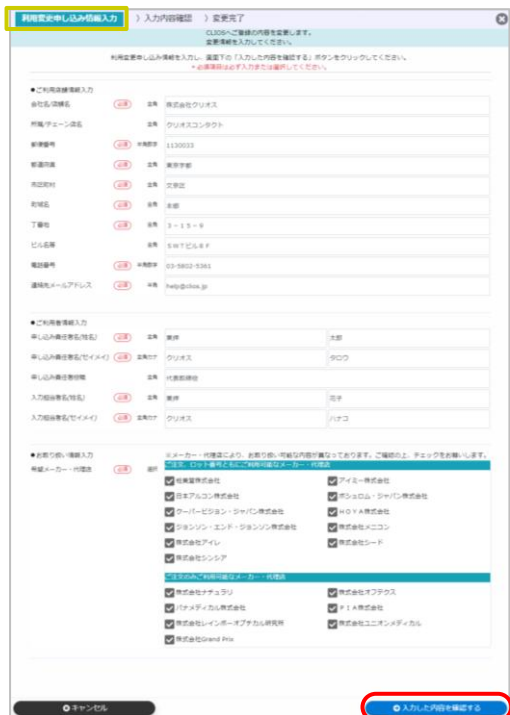 利用変更申し込み情報入力 〉入力内容確認 〉変更完了
CLIOSへご登録の内容を変更します。
変更情報を入力してください。
利用変更申し込み情報を入力し、画面下の「入力した内容を確認する」ボタンをクリックしてください。
*必須項目は必ず入力または選択してください。
●ご利用店舗情報入力
会社名/店舗名 必須 全角 株式会社クリオス
所属/チェーン店名 全角 クリオスコンタクト
郵便番号 必須 半角数字 1130033
都道府県 必須 全角 東京都
市区町村 必須 全角 文京区
町域名 必須 全角 本郷
丁番地 必須 全角 3-15-9
ビル名等 全角 SWTビル8F
電話番号 必須 半角数字 03-5802-5361
連絡先メールアドレス 必須 半角 help@clios.jp
●ご利用者情報入力
申し込み責任者名(姓名) 必須 全角 太郎
申し込み責任者名(セイメイ) 必須 全角カナ クリオス タロウ
申し込み責任者役職 全角 代表取締役
入力担当者名(姓名) 必須 全角 花子
入力担当者名(セイメイ) 必須 全角カナ クリオス ハナコ
●お取り扱い情報入力 ※メーカー・代理店により、お取り扱い可能な内容が異なっております。ご確認の上、チェックをお願いします。
希望メーカー・代理店 必須 選択 ご注文、ロット番号ともにご利用可能なメーカー・代理店
株式会社 アイミー株式会社
日本アルコン株式会社 ボシュロム・ジャパン株式会社
クーパービジョン・ジャパン株式会社 HOYA株式会社
ジョンソン・エンド・ジョンソン株式会社 株式会社メニコン
株式会社アイレ 株式会社シード
株式会社シンシア
ご注文のみご利用可能なメーカー・代理店
株式会社ナチュラリ 株式会社オフテクス
パナメディカル株式会社 PIA株式会社
株式会社レインボーオプチカル研究所 株式会社ユニオンメディカル
株式会社Grand Prix
キャンセル 入力した内容を確認する